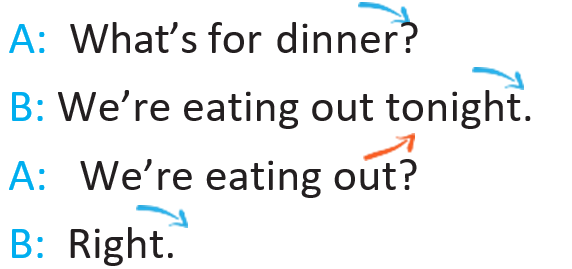 A: What's for dinner?
B: We're eating out tonight.
A: We're eating out?
B: Right.